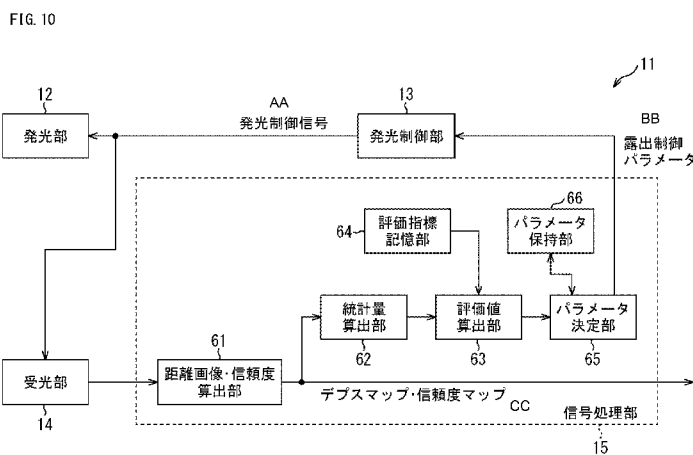 FIG. 10
11
12
発光部
AA
発光制御信号
13
発光制御部
BB
露出制御
パラメータ
64
評価指標
記憶部
66
パラメータ
保持部
統計量
算出部
62
評価値
算出部
63
パラメータ
決定部
65
61
距離画像・信頼度
算出部
受光部
14
デプスマップ・信頼度マップ
CC
信号処理部
15